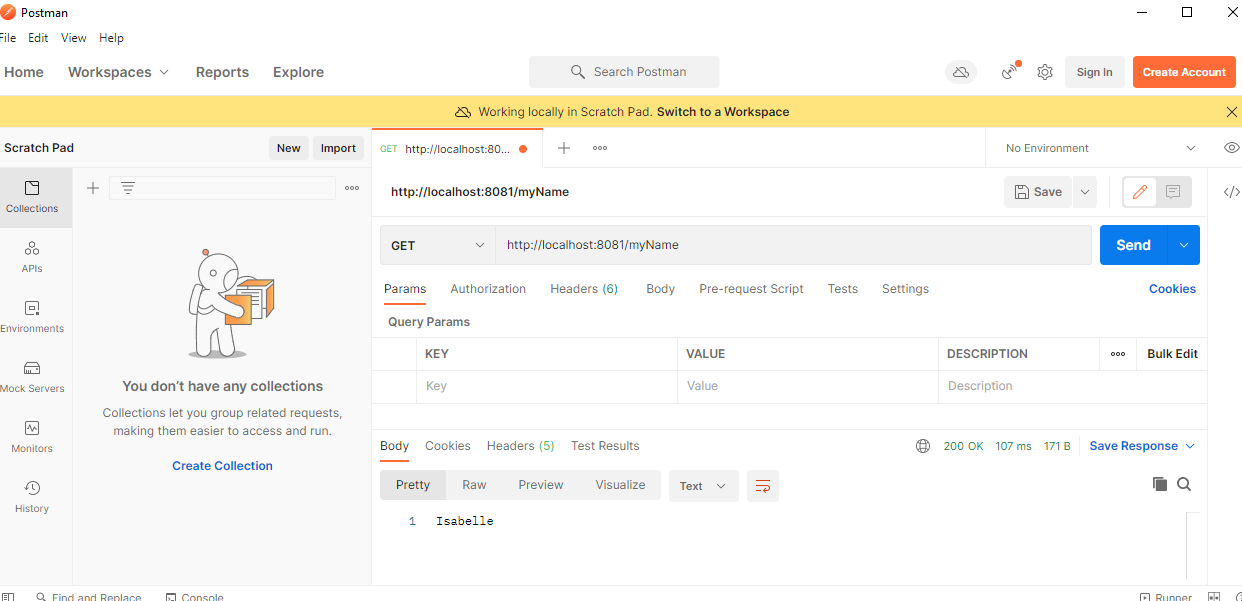 Postman
File Edit View Help
Home Workspaces Reports Explore Search Postman Sign In Create Account
Working locally in Scratch Pad. Switch to a Workspace
Scratch Pad New Import GET http://localhost:80... No Environment
http://localhost:8081/myName Save
Collections
GET http://localhost:8081/myName Send
APIs
Params Authorization Headers (6) Body Pre-request Script Tests Settings Cookies
Query Params
Environments
KEY VALUE DESCRIPTION Bulk Edit
Key Value Description
Mock Servers
You don't have any collections
Collections let you group related requests,
making them easier to access and run.
Create Collection
Monitors
Body Cookies Headers (5) Test Results 200 OK 107 ms 171 B Save Response
Pretty Raw Preview Visualize Text
History
1 Isabelle
Find and Replace Console Runner